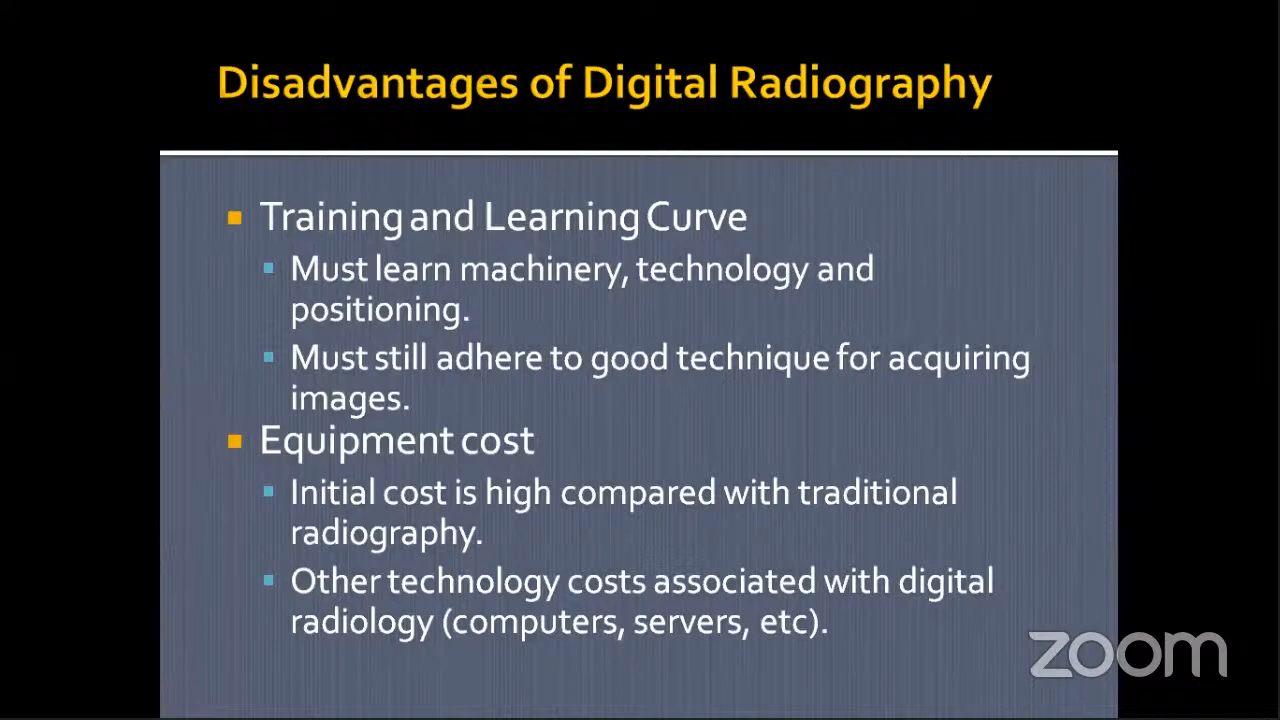 Disadvantages of Digital Radiography
Training and Learning Curve
Must learn machinery, technology and
positioning.
Must still adhere to good technique for acquiring
images.
Equipment cost
Initial cost is high compared with traditional
radiography.
Other technology costs associated with digital
radiology (computers, servers, etc).
zoom